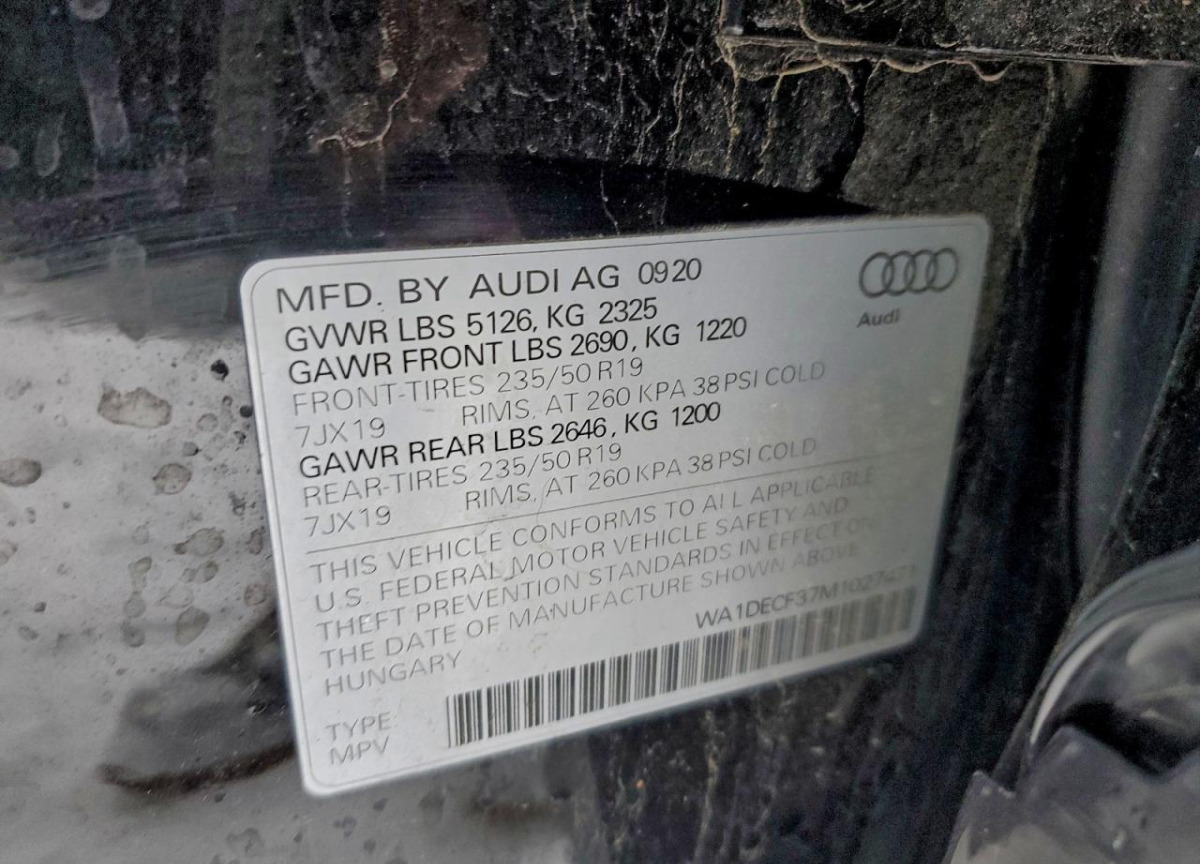 MFD. BY AUDI AG 0920
GVWR LBS 5126, KG 2325
GAWR FRONT LBS 2690, KG 1220
FRONT-TIRES 235/50 R19
7JX19 RIMS, AT 260 KPA 38 PSI COLD
GAWR REAR LBS 2646, KG 1200
REAR-TIRES 235/50 R19
7JX19 RIMS, AT 260 KPA 38 PSI COLD
THIS VEHICLE CONFORMS TO ALL APPLICABLE
U.S. FEDERAL MOTOR VEHICLE SAFETY AND
THEFT PREVENTION STANDARDS IN EFFECT ON
THE DATE OF MANUFACTURE SHOWN ABOVE
HUNGARY
TYPE
MPV
Audi